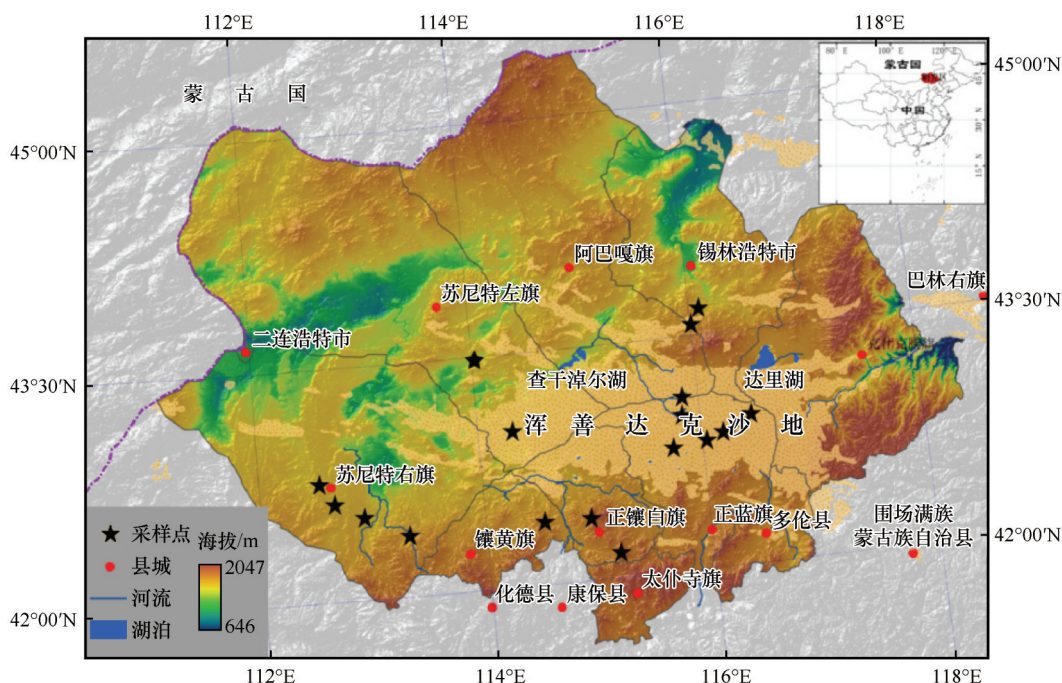 112°E
114°E
116°E
118°E
80° E
100° E
120° E
蒙古国
中国
45°N
30°N
15°N
蒙古国
45°00′N
45°00′N
阿巴嘎旗
锡林浩特市
巴林右旗
苏尼特左旗
43°30′N
二连浩特市
43°30′N
查干淖尔湖
达里湖
浑善达克沙地
苏尼特右旗
正镶白旗
正蓝旗
多伦县
围场满族
蒙古族自治县
42°00′N
镶黄旗
太仆寺旗
化德县
康保县
采样点
县城
河流
湖泊
海拔/m
2047
646
42°00′N
112°E
114°E
116°E
118°E